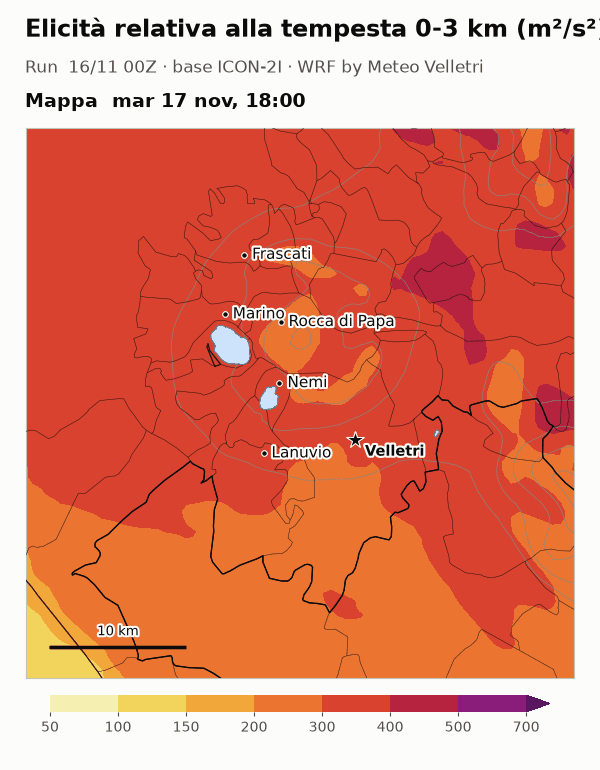 Elicità relativa alla tempesta 0-3 km (m²/s²)
Run 16/11 00Z · base ICON-2I · WRF by Meteo Velletri
Mappa mar 17 nov, 18:00
Frascati
Marino
Rocca di Papa
Nemi
Velletri
Lanuvio
10 km
50 100 150 200 300 400 500 700